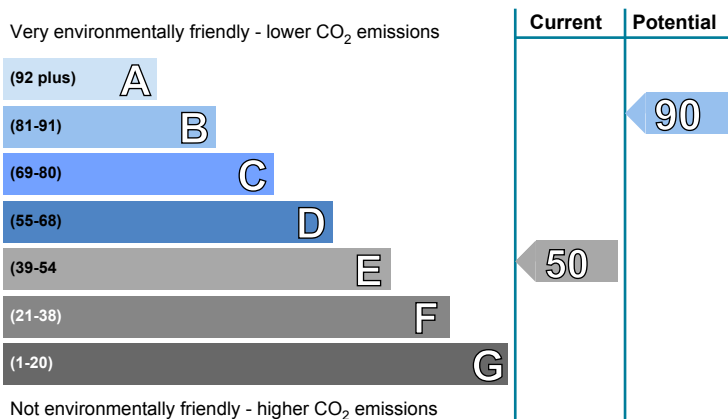 Current Potential
Very environmentally friendly - lower CO2 emissions
(92 plus) A
(81-91) B
90
(69-80) C
(55-68) D
(39-54 E
50
(21-38) F
(1-20) G
Not environmentally friendly - higher CO2 emissions